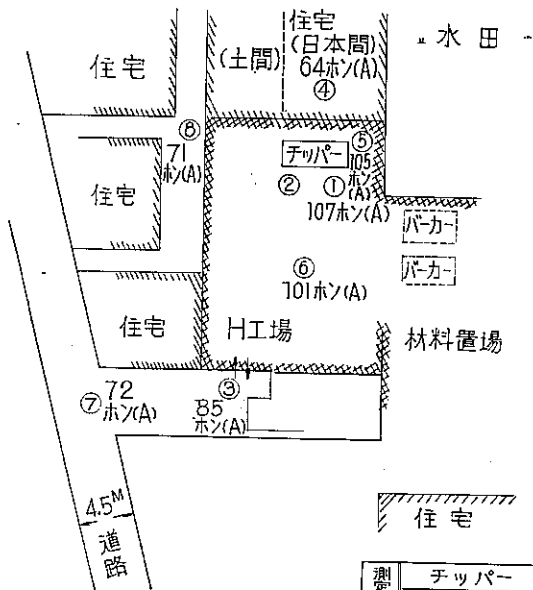 住宅
(日本間)
64ホン(A)
④
(土間)
水田
住宅
⑧
71
ホン(A)
チッパー
⑤
105
ホン
(A)
②
①
107ホン(A)
住宅
バーカー
バーカー
⑥
101ホン(A)
住宅
H工場
材料置場
⑦
72
ホン(A)
③
85
ホン(A)
4.5M
道路
住宅
測定
チッパー